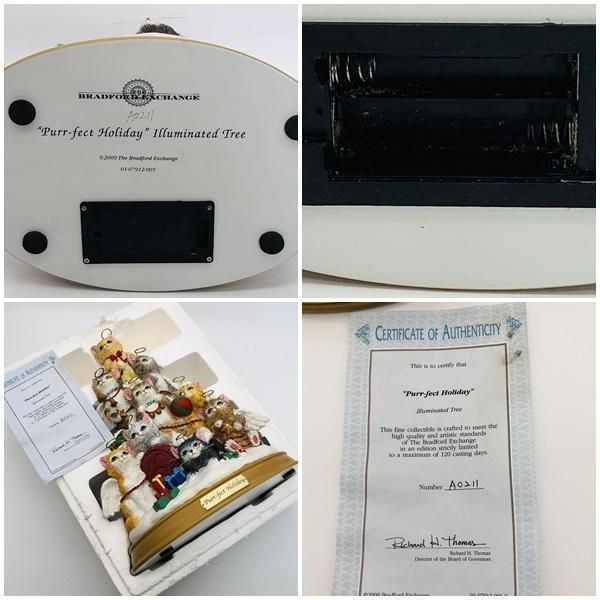 BRADFORD EXCHANGE
A0211
"Purr-fect Holiday" Illuminated Tree
©2009 The Bradford Exchange
01-07912-001
"Purr-fect Holiday"
CERTIFICATE OF AUTHENTICITY
This is to certify that
"Purr-fect Holiday"
Illuminated Tree
This fine collectible is crafted to meet the
high quality and artistic standards
of The Bradford Exchange
in an edition strictly limited
to a maximum of 120 casting days.
Number A0211
Richard H. Thomas
Richard H. Thomas
Director of the Board of Governors
©2009 Bradford Exchange